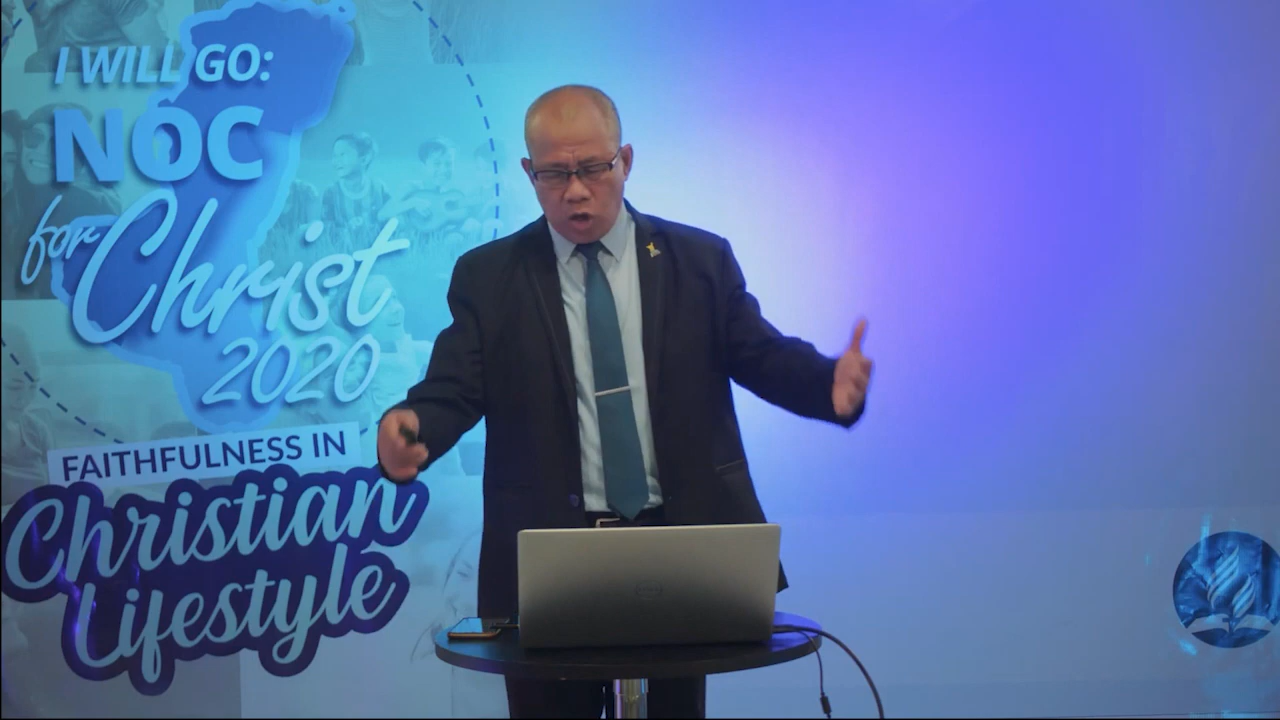 I WILL GO:
NOC
for Christ
2020
FAITHFULNESS IN
Christian
Lifestyle